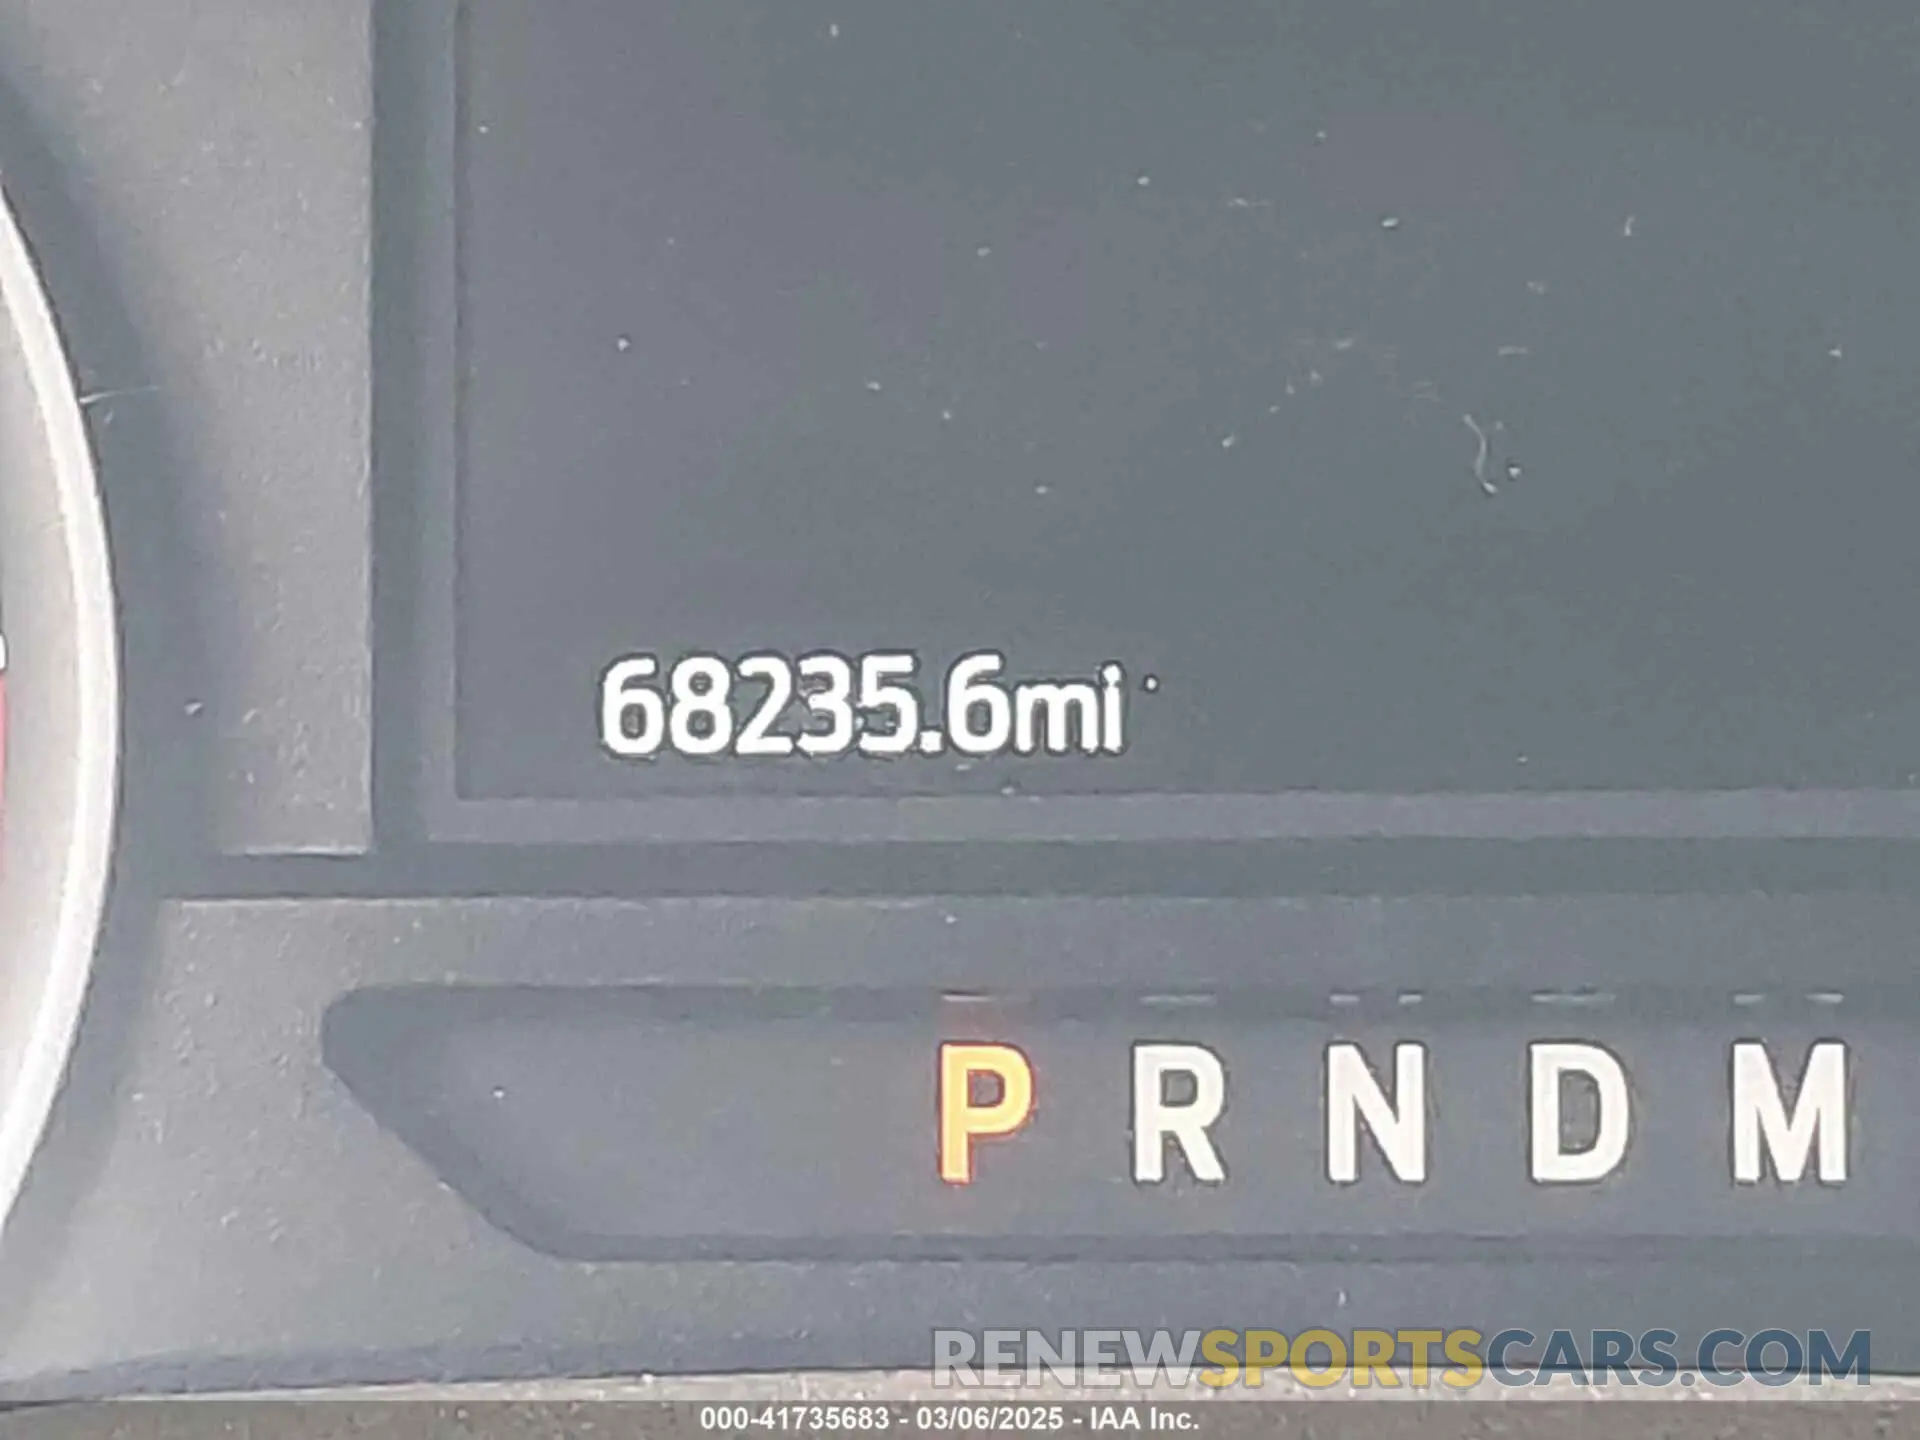 68235.6mi
P R N D M
RENEWSPORTSCARS.COM
000-41735683 - 03/06/2025 - IAA Inc.